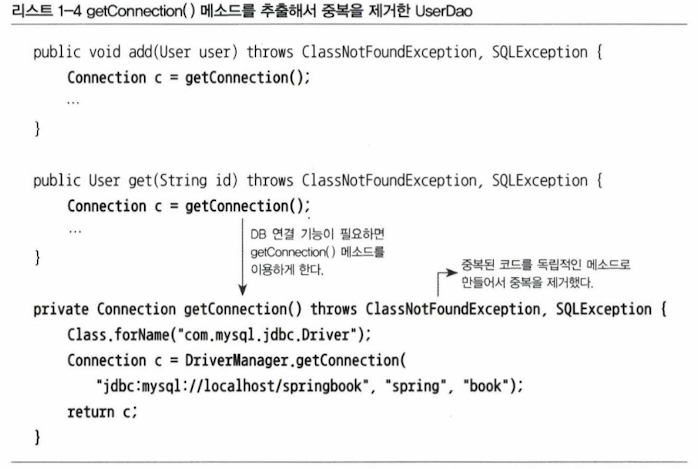 리스트 1-4 getConnection( ) 메소드를 추출해서 중복을 제거한 UserDao
public void add(User user) throws ClassNotFoundException, SQLException {
Connection c = getConnection();
…
}
public User get(String id) throws ClassNotFoundException, SQLException {
Connection c = getConnection();
…
}
DB 연결 기능이 필요하면
getConnection( ) 메소드를
이용하게 한다.
중복된 코드를 독립적인 메소드로
만들어서 중복을 제거했다.
private Connection getConnection() throws ClassNotFoundException, SQLException {
Class.forName("com.mysql.jdbc.Driver");
Connection c = DriverManager.getConnection(
"jdbc:mysql://localhost/springbook", "spring", "book");
return c;
}